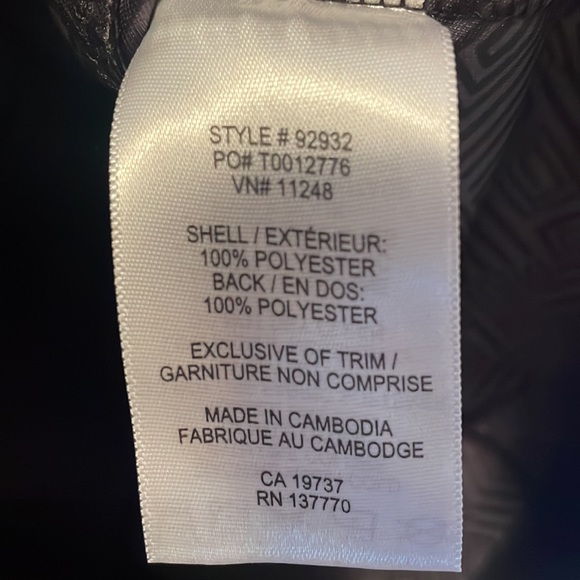 STYLE # 92932
PO# T0012776
VN# 11248
SHELL / EXTÉRIEUR:
100% POLYESTER
BACK / EN DOS:
100% POLYESTER
EXCLUSIVE OF TRIM /
GARNITURE NON COMPRISE
MADE IN CAMBODIA
FABRIQUE AU CAMBODGE
CA 19737
RN 137770